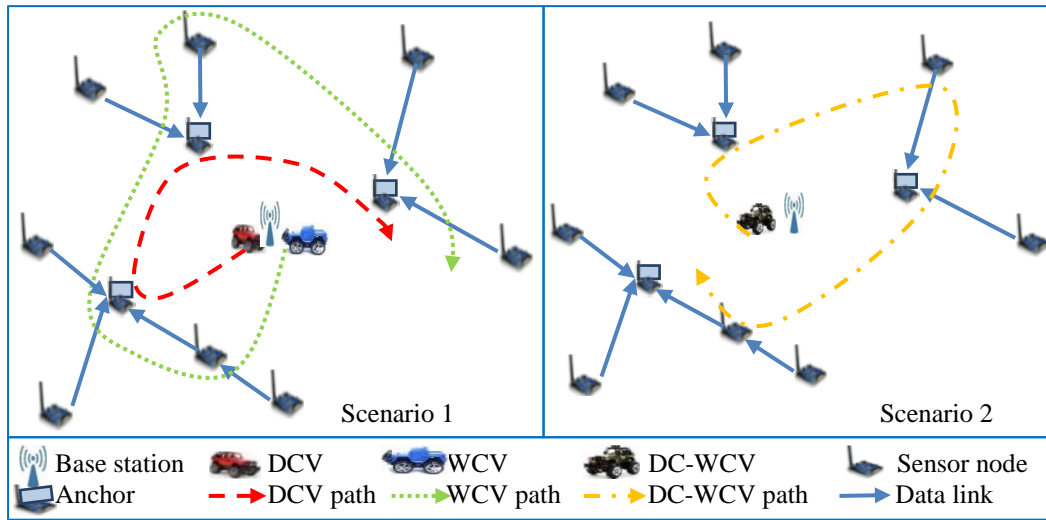 Scenario 1
Scenario 2
Base station DCV WCV DC-WCV Sensor node
Anchor DCV path WCV path DC-WCV path Data link